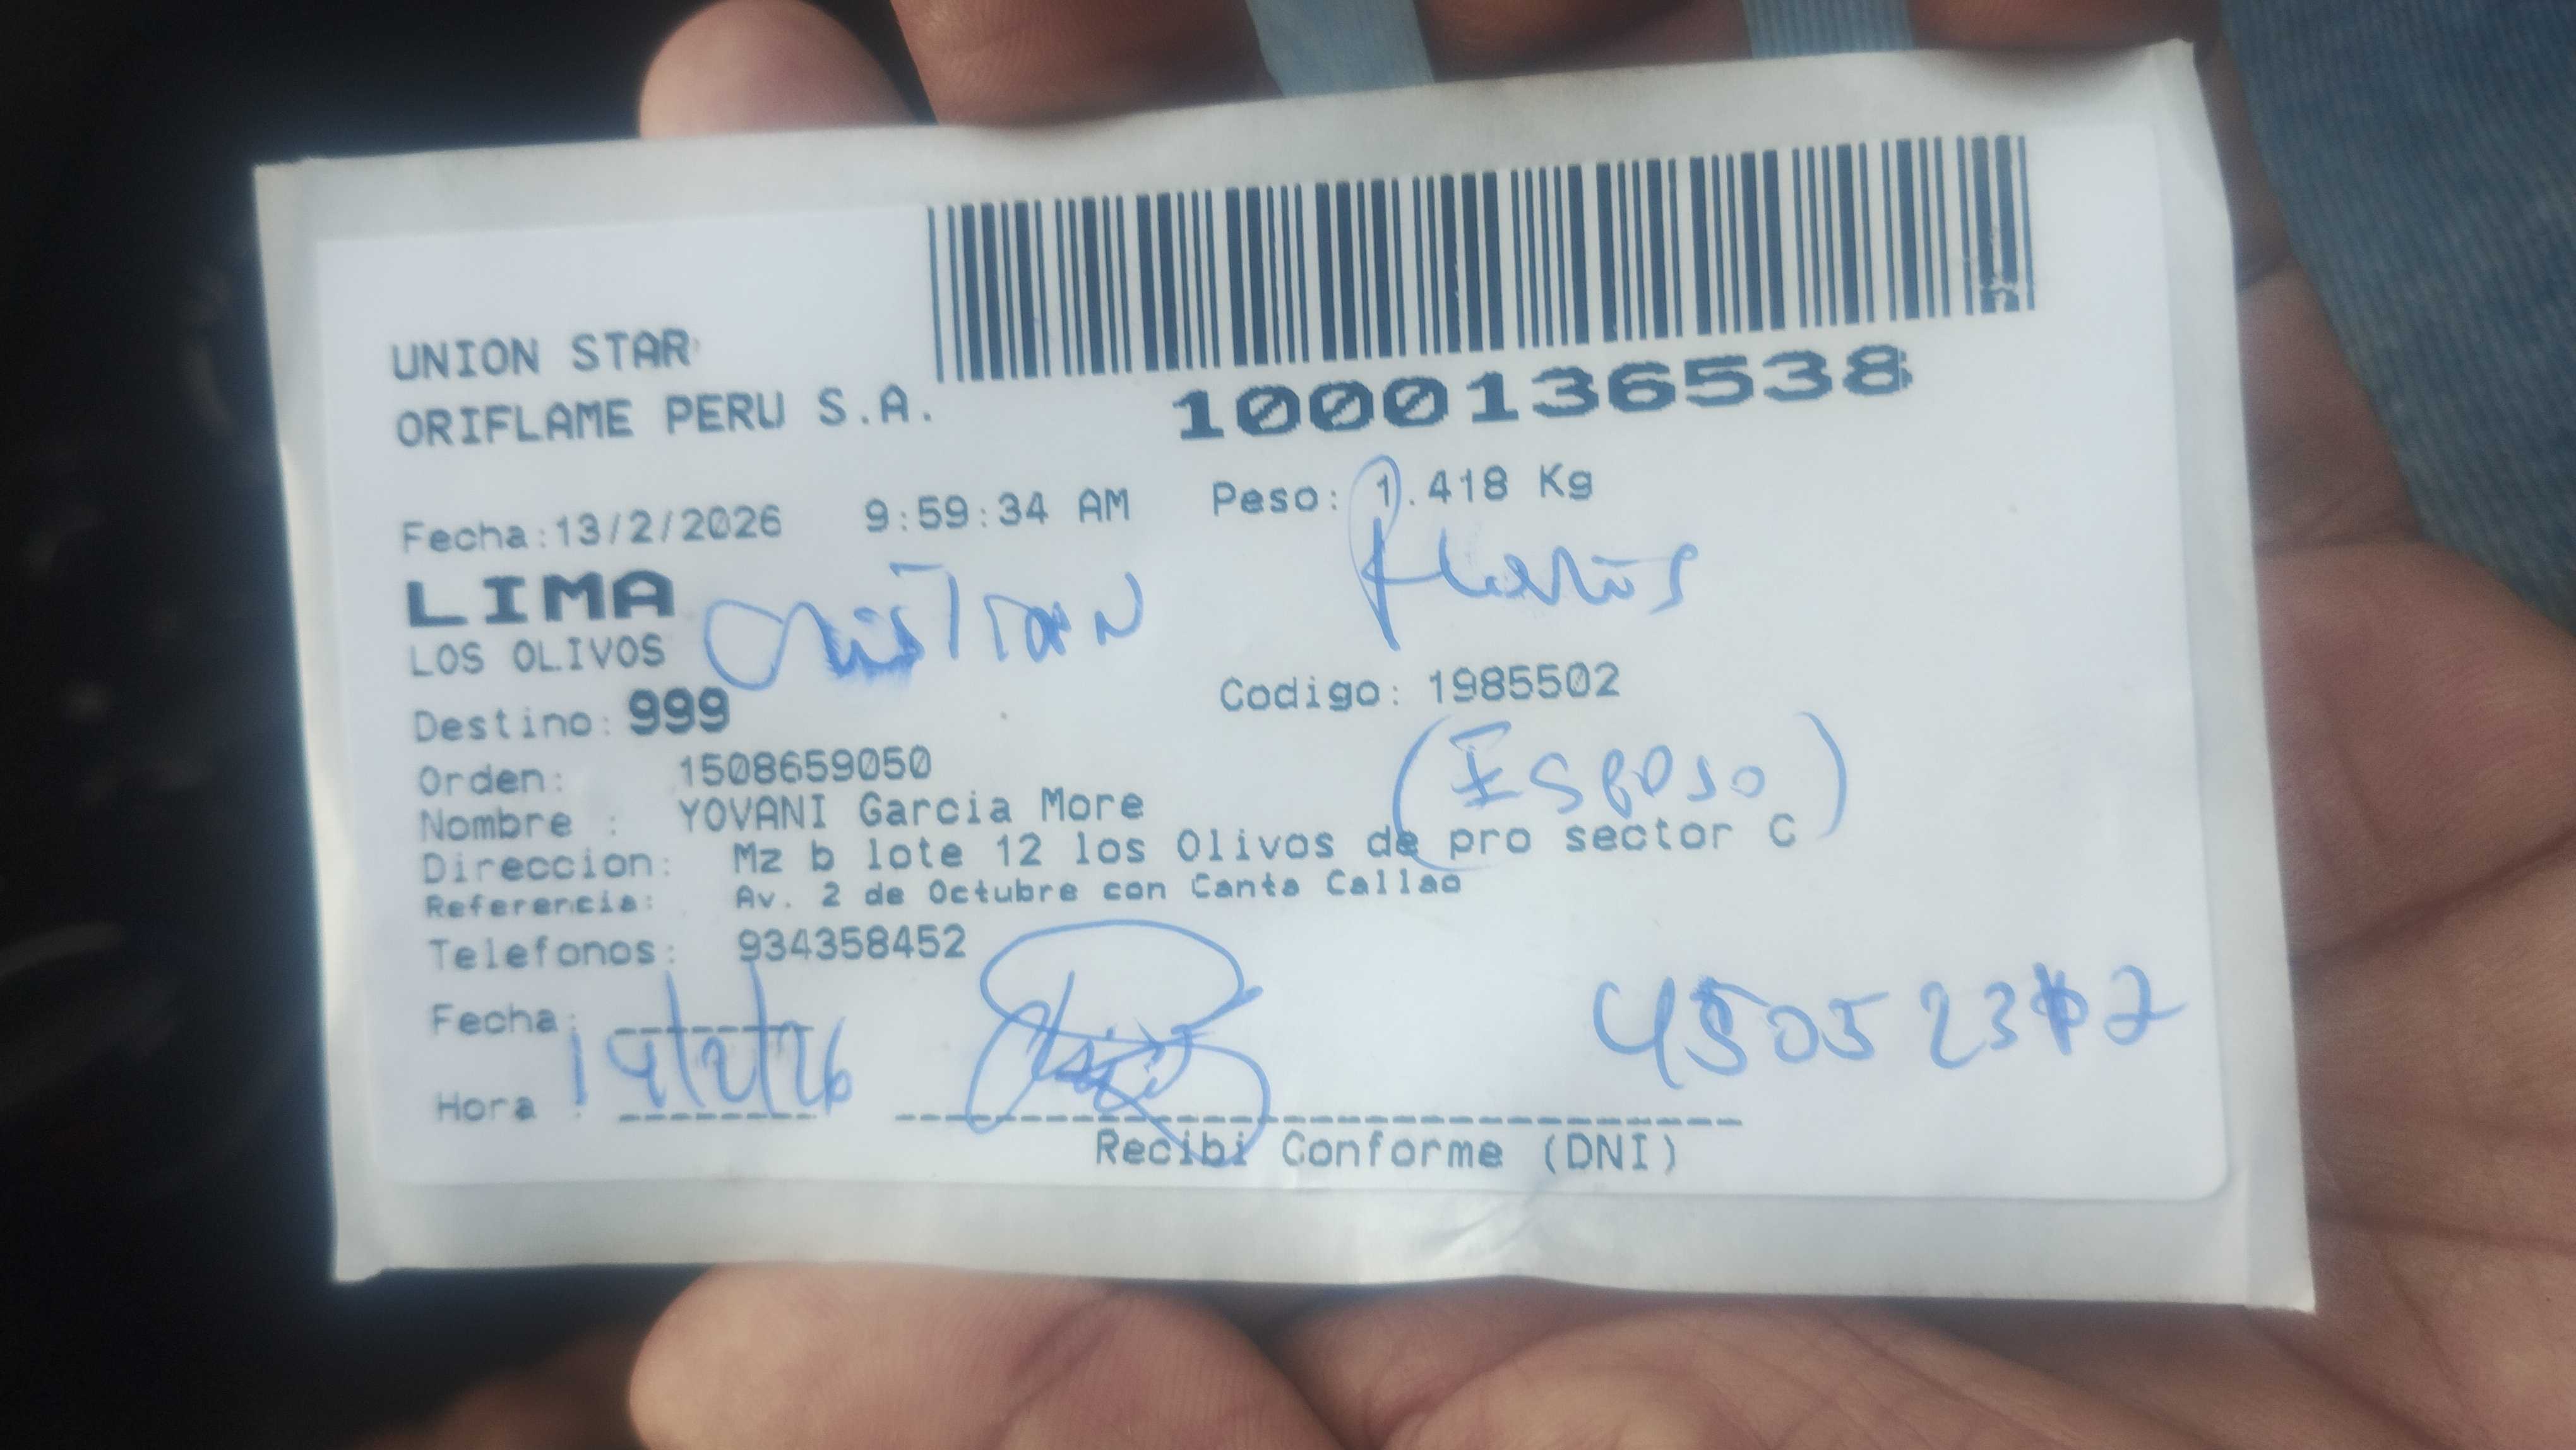 UNION STAR
ORIFLAME PERU S.A.
1000136538
Fecha:13/2/2026 9:59:34 AM Peso: 1.418 Kg
LIMA
CRISTIAN
LOS OLIVOS
Codigo: 1985502
Destino: 999
(Esposo)
Orden: 1508659050
Nombre : YOVANI Garcia More
Direccion: Mz b lote 12 los Olivos de pro sector C
Referencia: Av. 2 de Octubre con Canta Callao
Telefonos: 934358452
Fecha:
14/2/26
Hora :
Recibi Conforme (DNI)